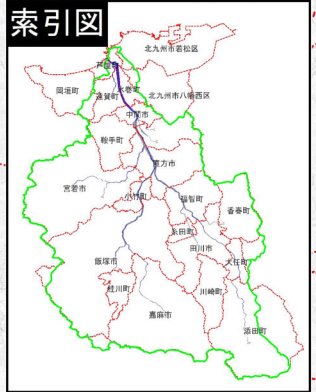 索引図
北九州市若松区
芦屋町
水巻町
岡垣町
遠賀町
北九州市八幡西区
中間市
鞍手町
直方市
宮若市
小竹町
福智町
香春町
糸田町
田川市
飯塚市
大任町
桂川町
川崎町
嘉麻市
添田町